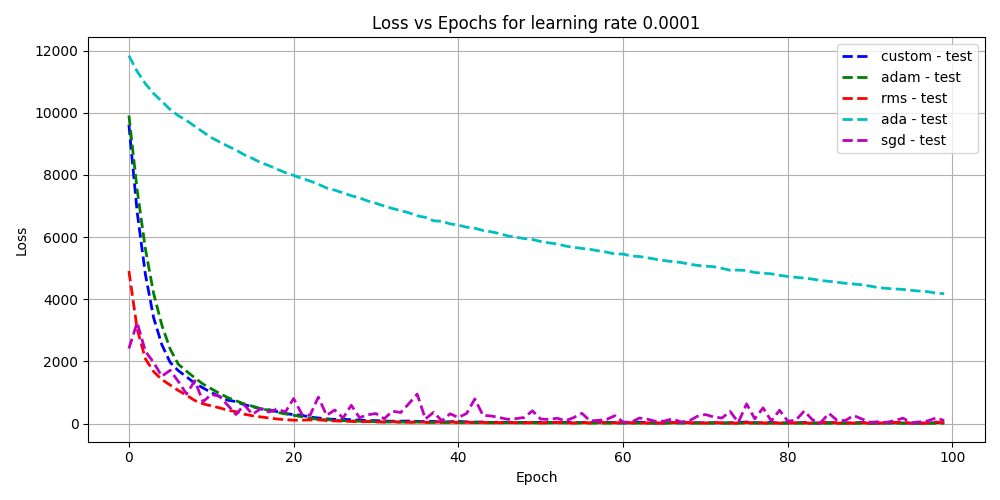 Loss vs Epochs for learning rate 0.0001
Loss
12000
10000
8000
6000
4000
2000
0
custom - test
adam - test
rms - test
ada - test
sgd - test
0 20 40 60 80 100
Epoch